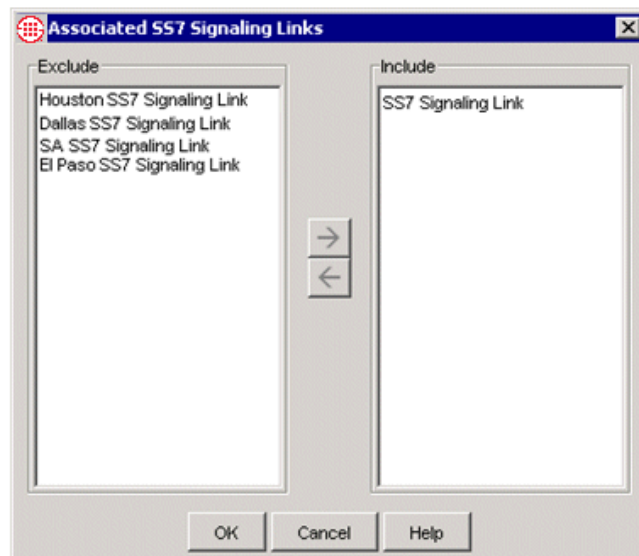 Associated SS7 Signaling Links
Exclude
Houston SS7 Signaling Link
Dallas SS7 Signaling Link
SA SS7 Signaling Link
El Paso SS7 Signaling Link
Include
SS7 Signaling Link
OK
Cancel
Help